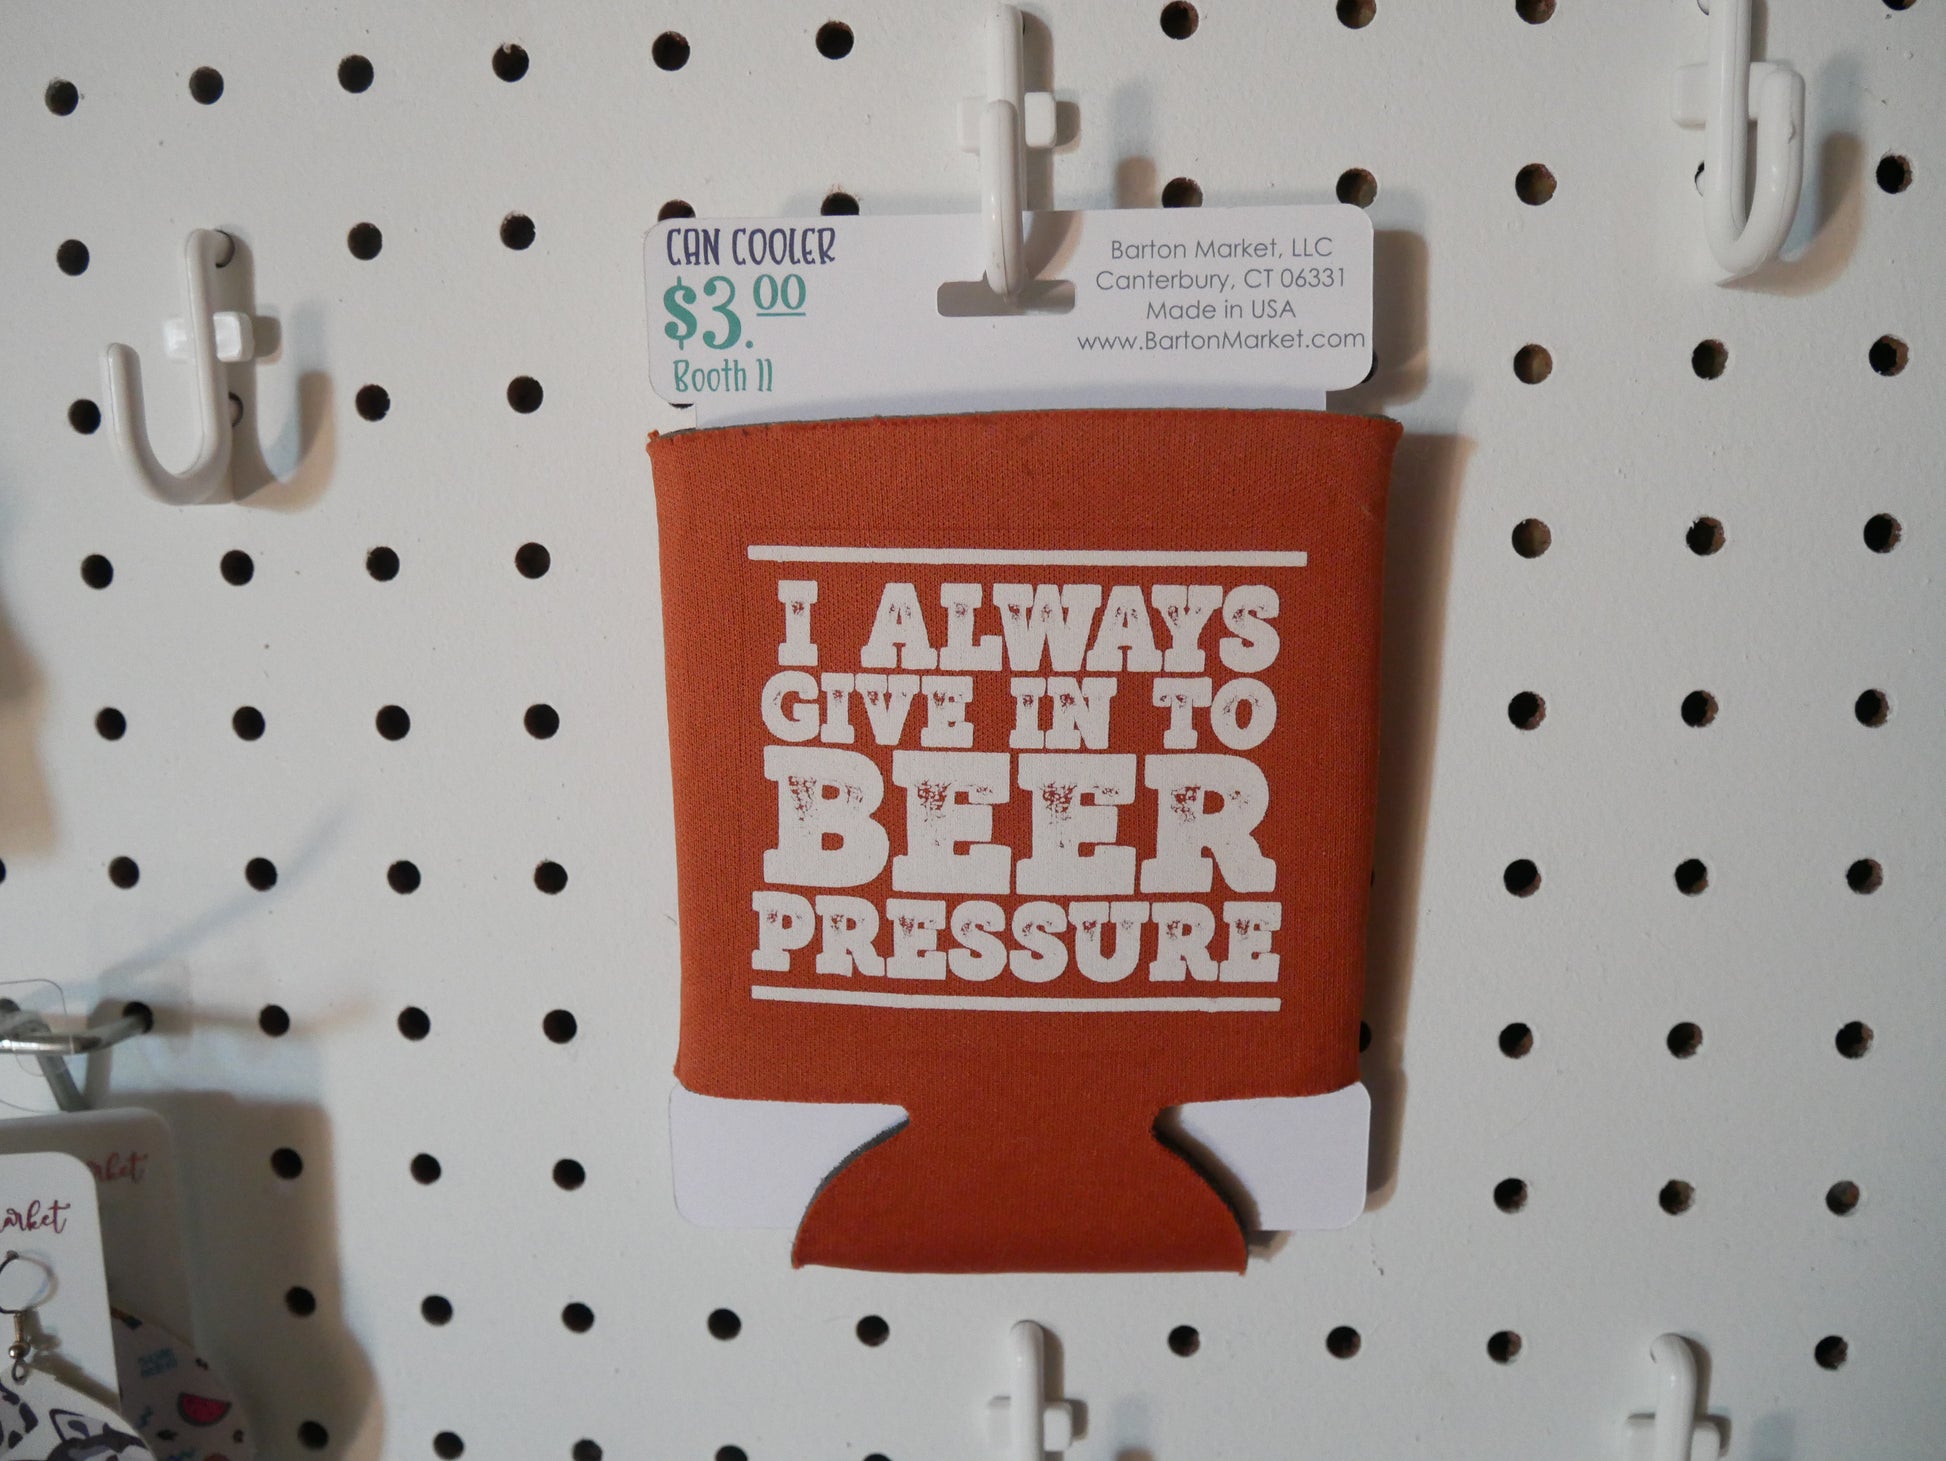 CAN COOLER
$3.00
Booth 11
Barton Market, LLC
Canterbury, CT 06331
Made in USA
www.BartonMarket.com
I ALWAYS
GIVE IN TO
BEER
PRESSURE